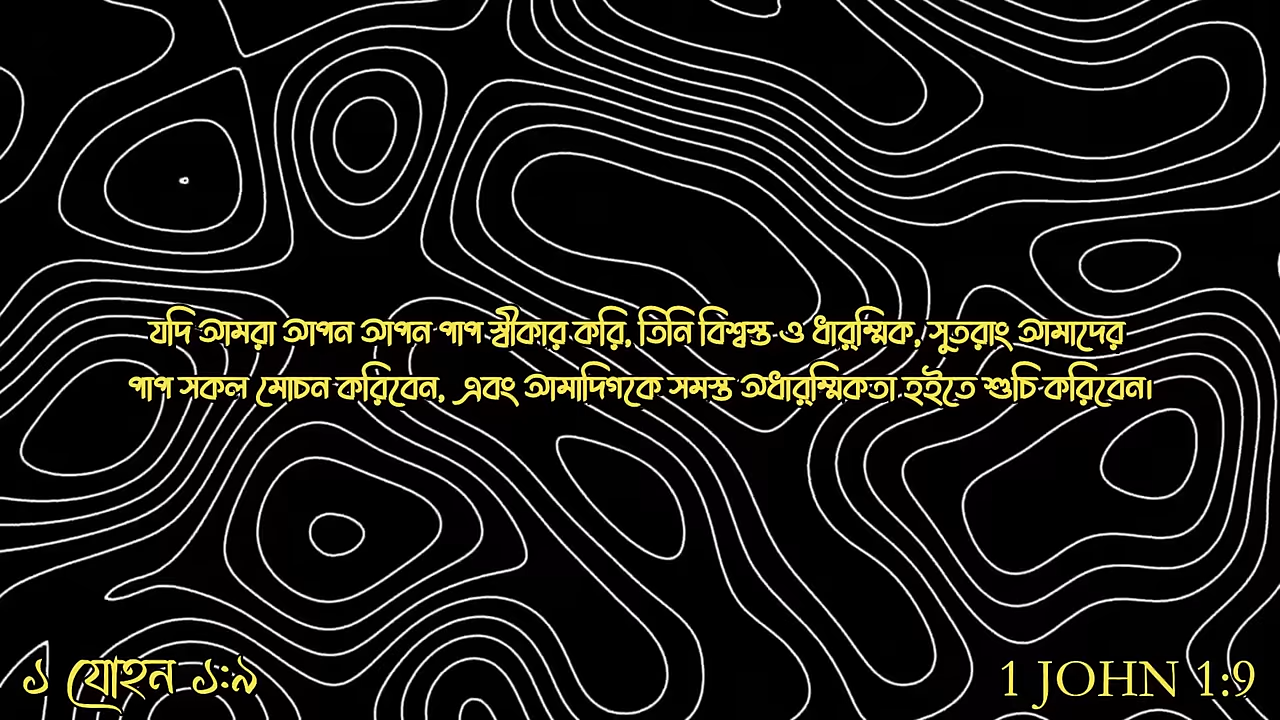 যদি আমরা আপন আপন পাপ স্বীকার করি, তিনি বিশ্বস্ত ও ধার্ম্মিক, সুতরাং আমাদের
পাপ সকল মোচন করিবেন, এবং আমাদিগকে সমস্ত অধার্ম্মিকতা হইতে শুচি করিবেন।
১ যোহন ১:৯
1 JOHN 1:9